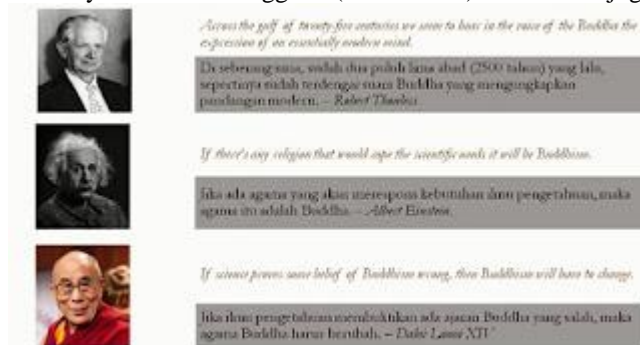 Across the gulf of twenty five centuries we seem to hear in the voice of the Buddha the
expression of an essentially modern mind.
Di seberang sana, sudah dua puluh lima abad (2500 tahun) yang lalu,
sepertinya sudah terdengar suara Buddha yang mengungkapkan
pandangan modern. – Robert Thouless
If there's any religion that would cope the scientific needs it will be Buddhism.
Jika ada agama yang akan merespons kebutuhan ilmu pengetahuan, maka
agama itu adalah Buddha. – Albert Einstein
If science proves some belief of Buddhism wrong, then Buddhism will have to change.
Jika ilmu pengetahuan membuktikan ada ajaran Buddha yang salah, maka
agama Buddha harus berubah. – Dalai Lama XIV